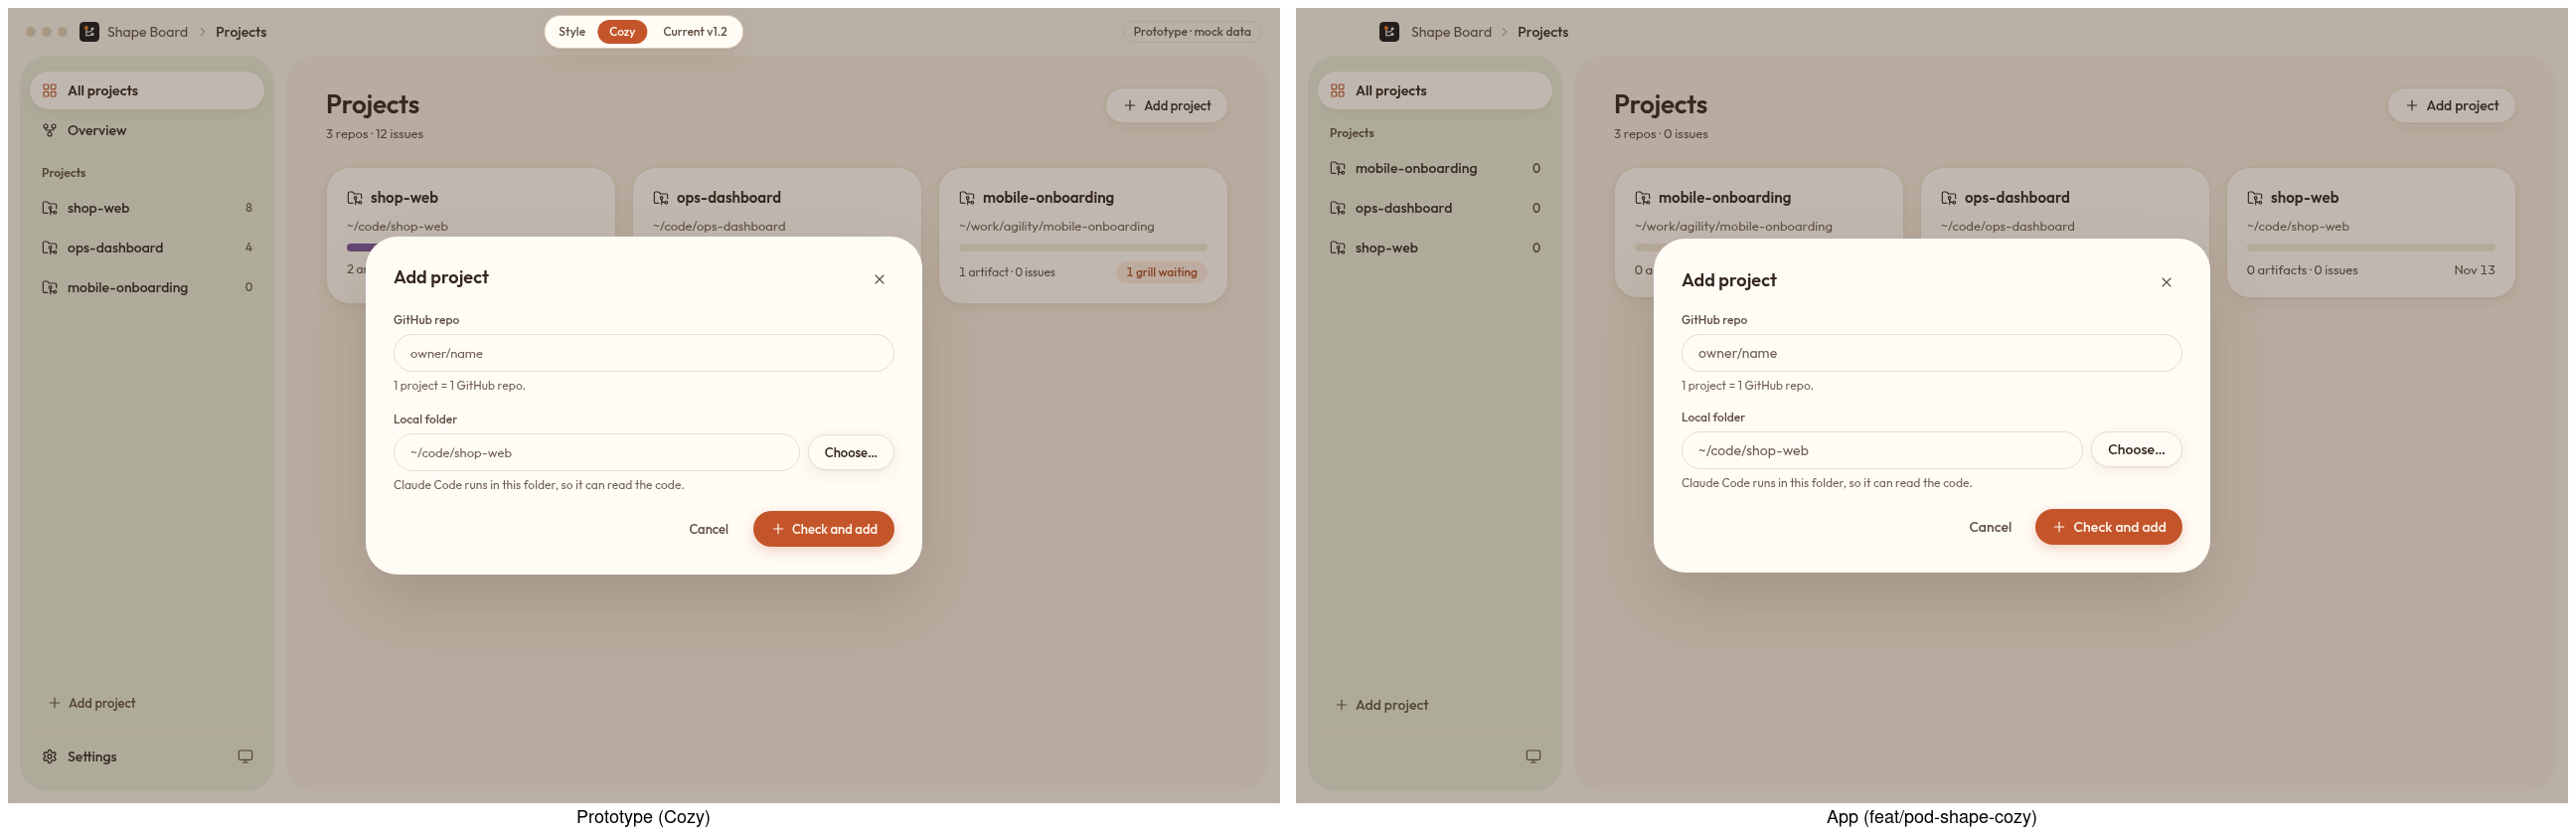 Shape Board > Projects
Style Cozy Current v1.2
Prototype · mock data
All projects
Overview
Projects
shop-web 8
ops-dashboard 4
mobile-onboarding 0
Add project
Settings
Projects
3 repos · 12 issues
Add project
shop-web
~/code/shop-web
2 ar
ops-dashboard
~/code/ops-dashboard
mobile-onboarding
~/work/agility/mobile-onboarding
1 artifact · 0 issues
1 grill waiting
Add project
GitHub repo
owner/name
1 project = 1 GitHub repo.
Local folder
~/code/shop-web
Choose...
Claude Code runs in this folder, so it can read the code.
Cancel
Check and add
Prototype (Cozy)
Shape Board > Projects
All projects
Projects
mobile-onboarding 0
ops-dashboard 0
shop-web 0
Add project
Projects
3 repos · 0 issues
Add project
mobile-onboarding
~/work/agility/mobile-onboarding
0 a
ops-dashboard
~/code/ops-dashboard
shop-web
~/code/shop-web
0 artifacts · 0 issues
Nov 13
Add project
GitHub repo
owner/name
1 project = 1 GitHub repo.
Local folder
~/code/shop-web
Choose...
Claude Code runs in this folder, so it can read the code.
Cancel
Check and add
App (feat/pod-shape-cozy)